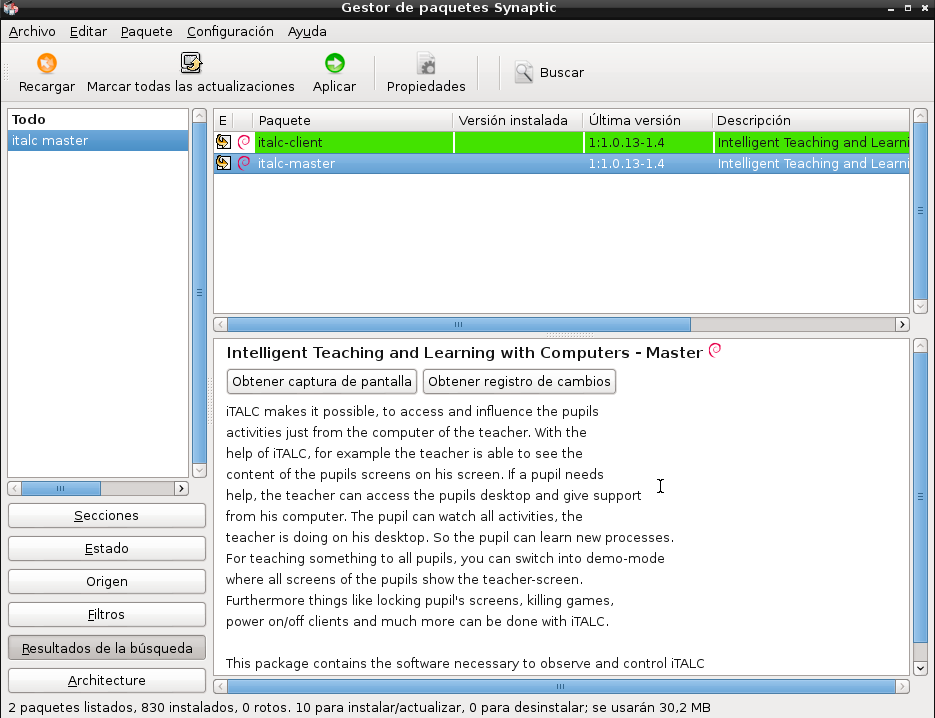 Gestor de paquetes Synaptic
Archivo Editar Paquete Configuración Ayuda
Recargar Marcar todas las actualizaciones Aplicar Propiedades Buscar
Todo
italc master
E Paquete Versión instalada Última versión Descripción
italc-client 1:1.0.13-1.4 Intelligent Teaching and Learni
italc-master 1:1.0.13-1.4 Intelligent Teaching and Learni
Intelligent Teaching and Learning with Computers - Master
Obtener captura de pantalla Obtener registro de cambios
iTALC makes it possible, to access and influence the pupils
activities just from the computer of the teacher. With the
help of iTALC, for example the teacher is able to see the
content of the pupils screens on his screen. If a pupil needs
help, the teacher can access the pupils desktop and give support
from his computer. The pupil can watch all activities, the
teacher is doing on his desktop. So the pupil can learn new processes.
For teaching something to all pupils, you can switch into demo-mode
where all screens of the pupils show the teacher-screen.
Furthermore things like locking pupil's screens, killing games,
power on/off clients and much more can be done with iTALC.
This package contains the software necessary to observe and control iTALC
Secciones
Estado
Origen
Filtros
Resultados de la búsqueda
Architecture
2 paquetes listados, 830 instalados, 0 rotos. 10 para instalar/actualizar, 0 para desinstalar; se usarán 30,2 MB